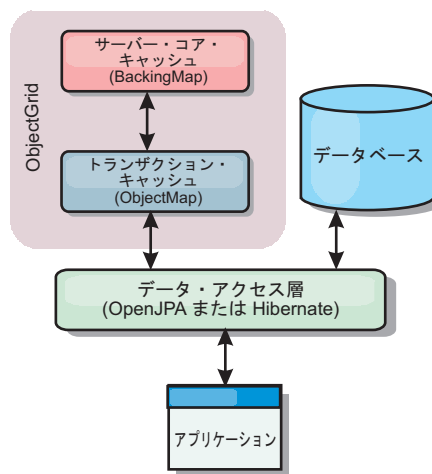 サーバー・コア・
キャッシュ
(BackingMap)
ObjectGrid
トランザクション・
キャッシュ
(ObjectMap)
データベース
データ・アクセス層
(OpenJPA または Hibernate)
アプリケーション